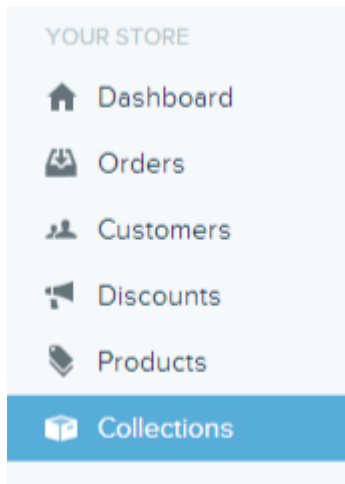 YOUR STORE
Dashboard
Orders
Customers
Discounts
Products
Collections